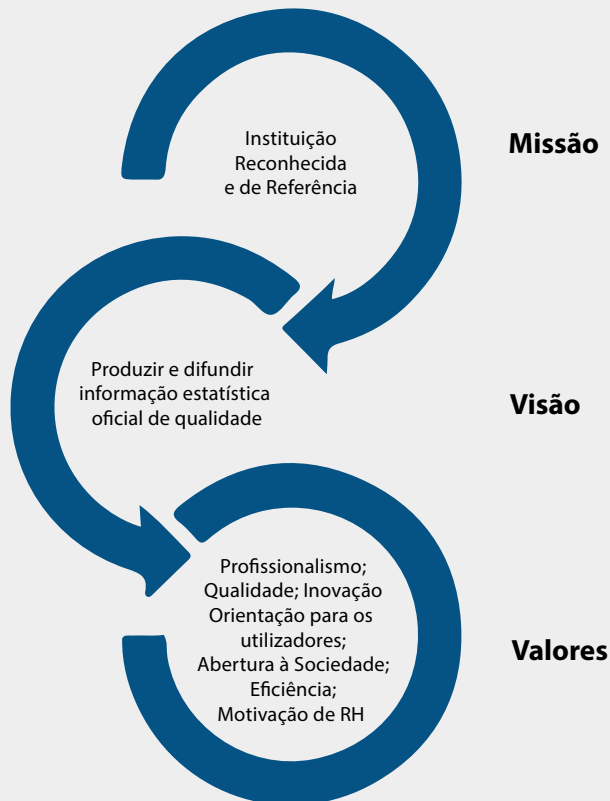 Instituição
Reconhecida
e de Referência
Missão
Produzir e difundir
informação estatística
oficial de qualidade
Visão
Profissionalismo;
Qualidade; Inovação
Orientação para os
utilizadores;
Abertura à Sociedade;
Eficiência;
Motivação de RH
Valores